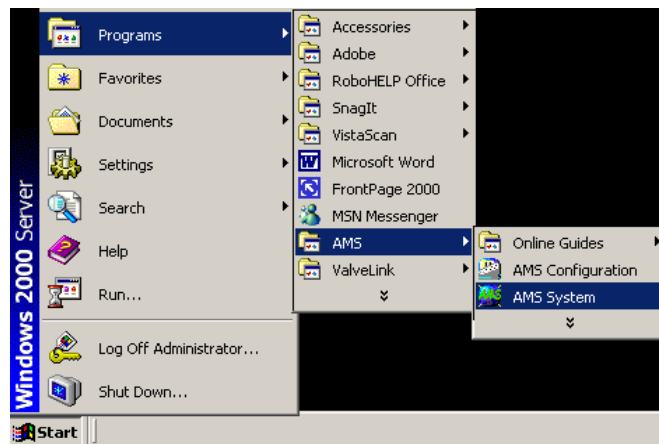 Windows 2000 Server
Programs
Favorites
Documents
Settings
Search
Help
Run...
Log Off Administrator...
Shut Down...
Accessories
Adobe
RoboHELP Office
SnagIt
VistaScan
Microsoft Word
FrontPage 2000
MSN Messenger
AMS
ValveLink
Online Guides
AMS Configuration
AMS System
Start